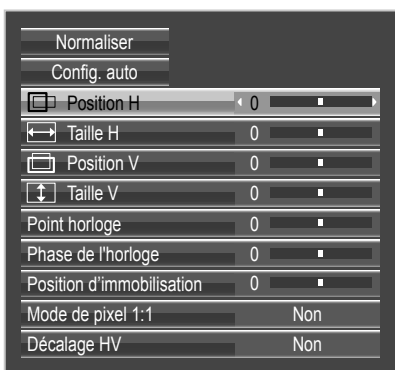 Normaliser
Config. auto
Position H 0
Taille H 0
Position V 0
Taille V 0
Point horloge 0
Phase de l'horloge 0
Position d’immobilisation 0
Mode de pixel 1:1 Non
Décalage HV Non